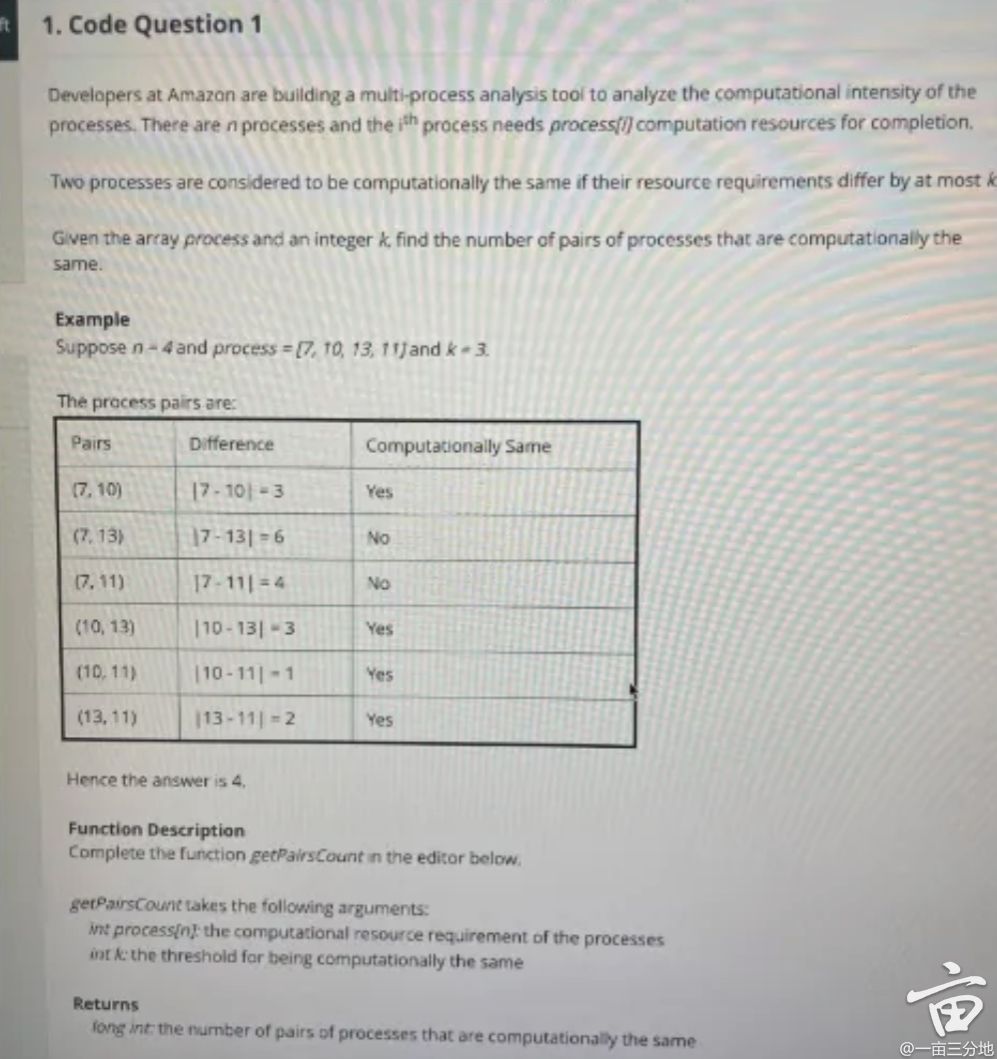 ft
1. Code Question 1
Developers at Amazon are building a multi-process analysis tool to analyze the computational intensity of the
processes. There are n processes and the ith process needs process[i] computation resources for completion.
Two processes are considered to be computationally the same if their resource requirements differ by at most k
Given the array process and an integer k, find the number of pairs of processes that are computationally the
same.
Example
Suppose n = 4 and process = [7, 10, 13, 11] and k = 3.
The process pairs are:
Pairs Difference Computationally Same
(7, 10) |7 - 10| = 3 Yes
(7, 13) |7 - 13| = 6 No
(7, 11) |7 - 11| = 4 No
(10, 13) |10 - 13| = 3 Yes
(10, 11) |10 - 11| = 1 Yes
(13, 11) |13 - 11| = 2 Yes
Hence the answer is 4.
Function Description
Complete the function getPairsCount in the editor below.
getPairsCount takes the following arguments:
int process[n]: the computational resource requirement of the processes
int k: the threshold for being computationally the same
Returns
long int: the number of pairs of processes that are computationally the same
亩
@一亩三分地